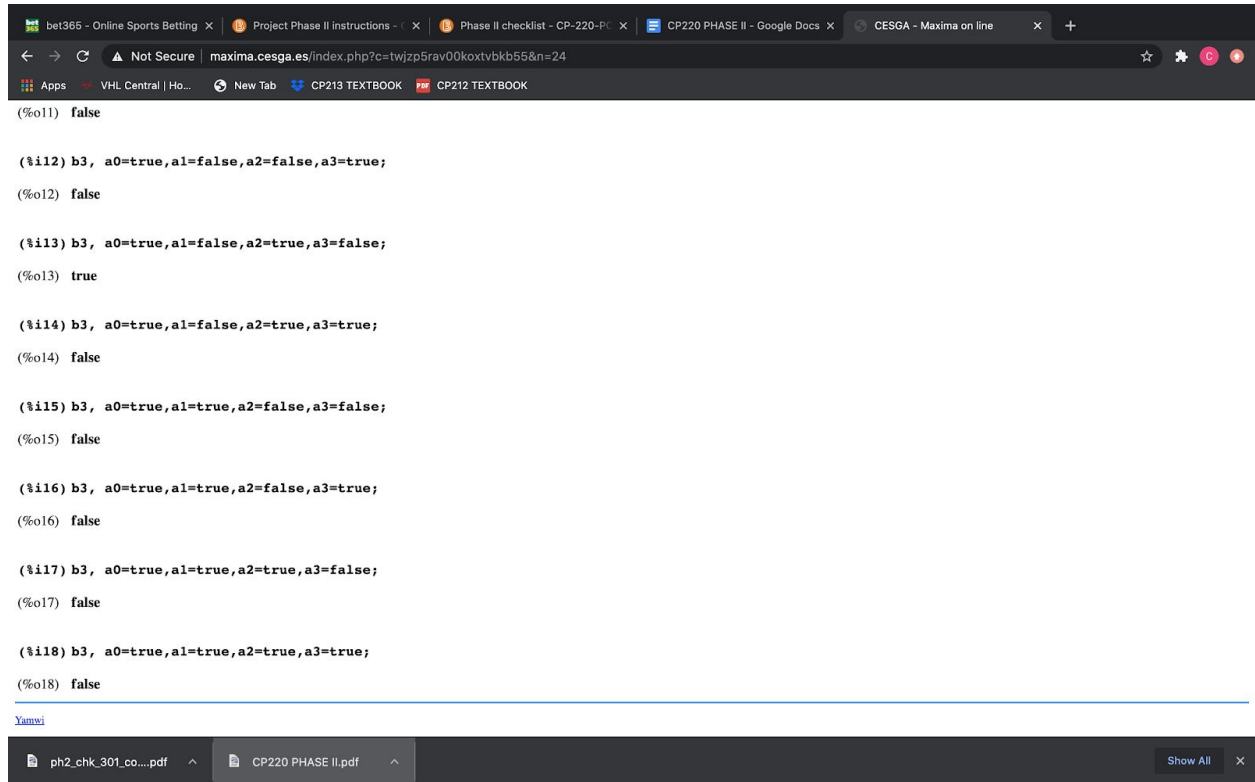 bet365 - Online Sports Betting
Project Phase II instructions - C
Phase II checklist - CP-220-PC
CP220 PHASE II - Google Docs
CESGA - Maxima on line
Not Secure | maxima.cesga.es/index.php?c=twjzp5rav00koxtvbkb55&n=24
C
Apps
VHL Central | Ho...
New Tab
CP213 TEXTBOOK
PDF
CP212 TEXTBOOK
(%o11) false
(%i12) b3, a0=true,a1=false,a2=false,a3=true;
(%o12) false
(%i13) b3, a0=true,a1=false,a2=true,a3=false;
(%o13) true
(%i14) b3, a0=true,a1=false,a2=true,a3=true;
(%o14) false
(%i15) b3, a0=true,a1=true,a2=false,a3=false;
(%o15) false
(%i16) b3, a0=true,a1=true,a2=false,a3=true;
(%o16) false
(%i17) b3, a0=true,a1=true,a2=true,a3=false;
(%o17) false
(%i18) b3, a0=true,a1=true,a2=true,a3=true;
(%o18) false
Yamwi
ph2_chk_301_co....pdf
CP220 PHASE II.pdf
Show All